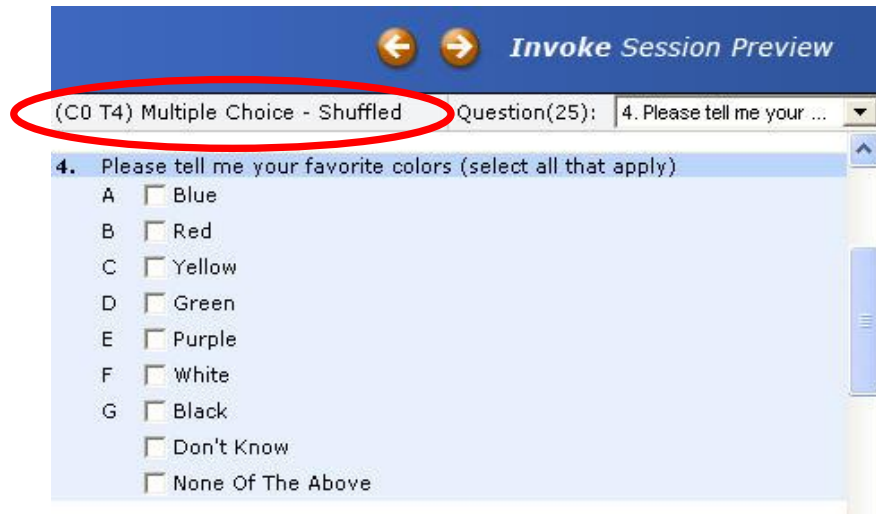 Invoke Session Preview
(C0 T4) Multiple Choice - Shuffled Question(25): 4. Please tell me your ...
4. Please tell me your favorite colors (select all that apply)
A Blue
B Red
C Yellow
D Green
E Purple
F White
G Black
Don't Know
None Of The Above